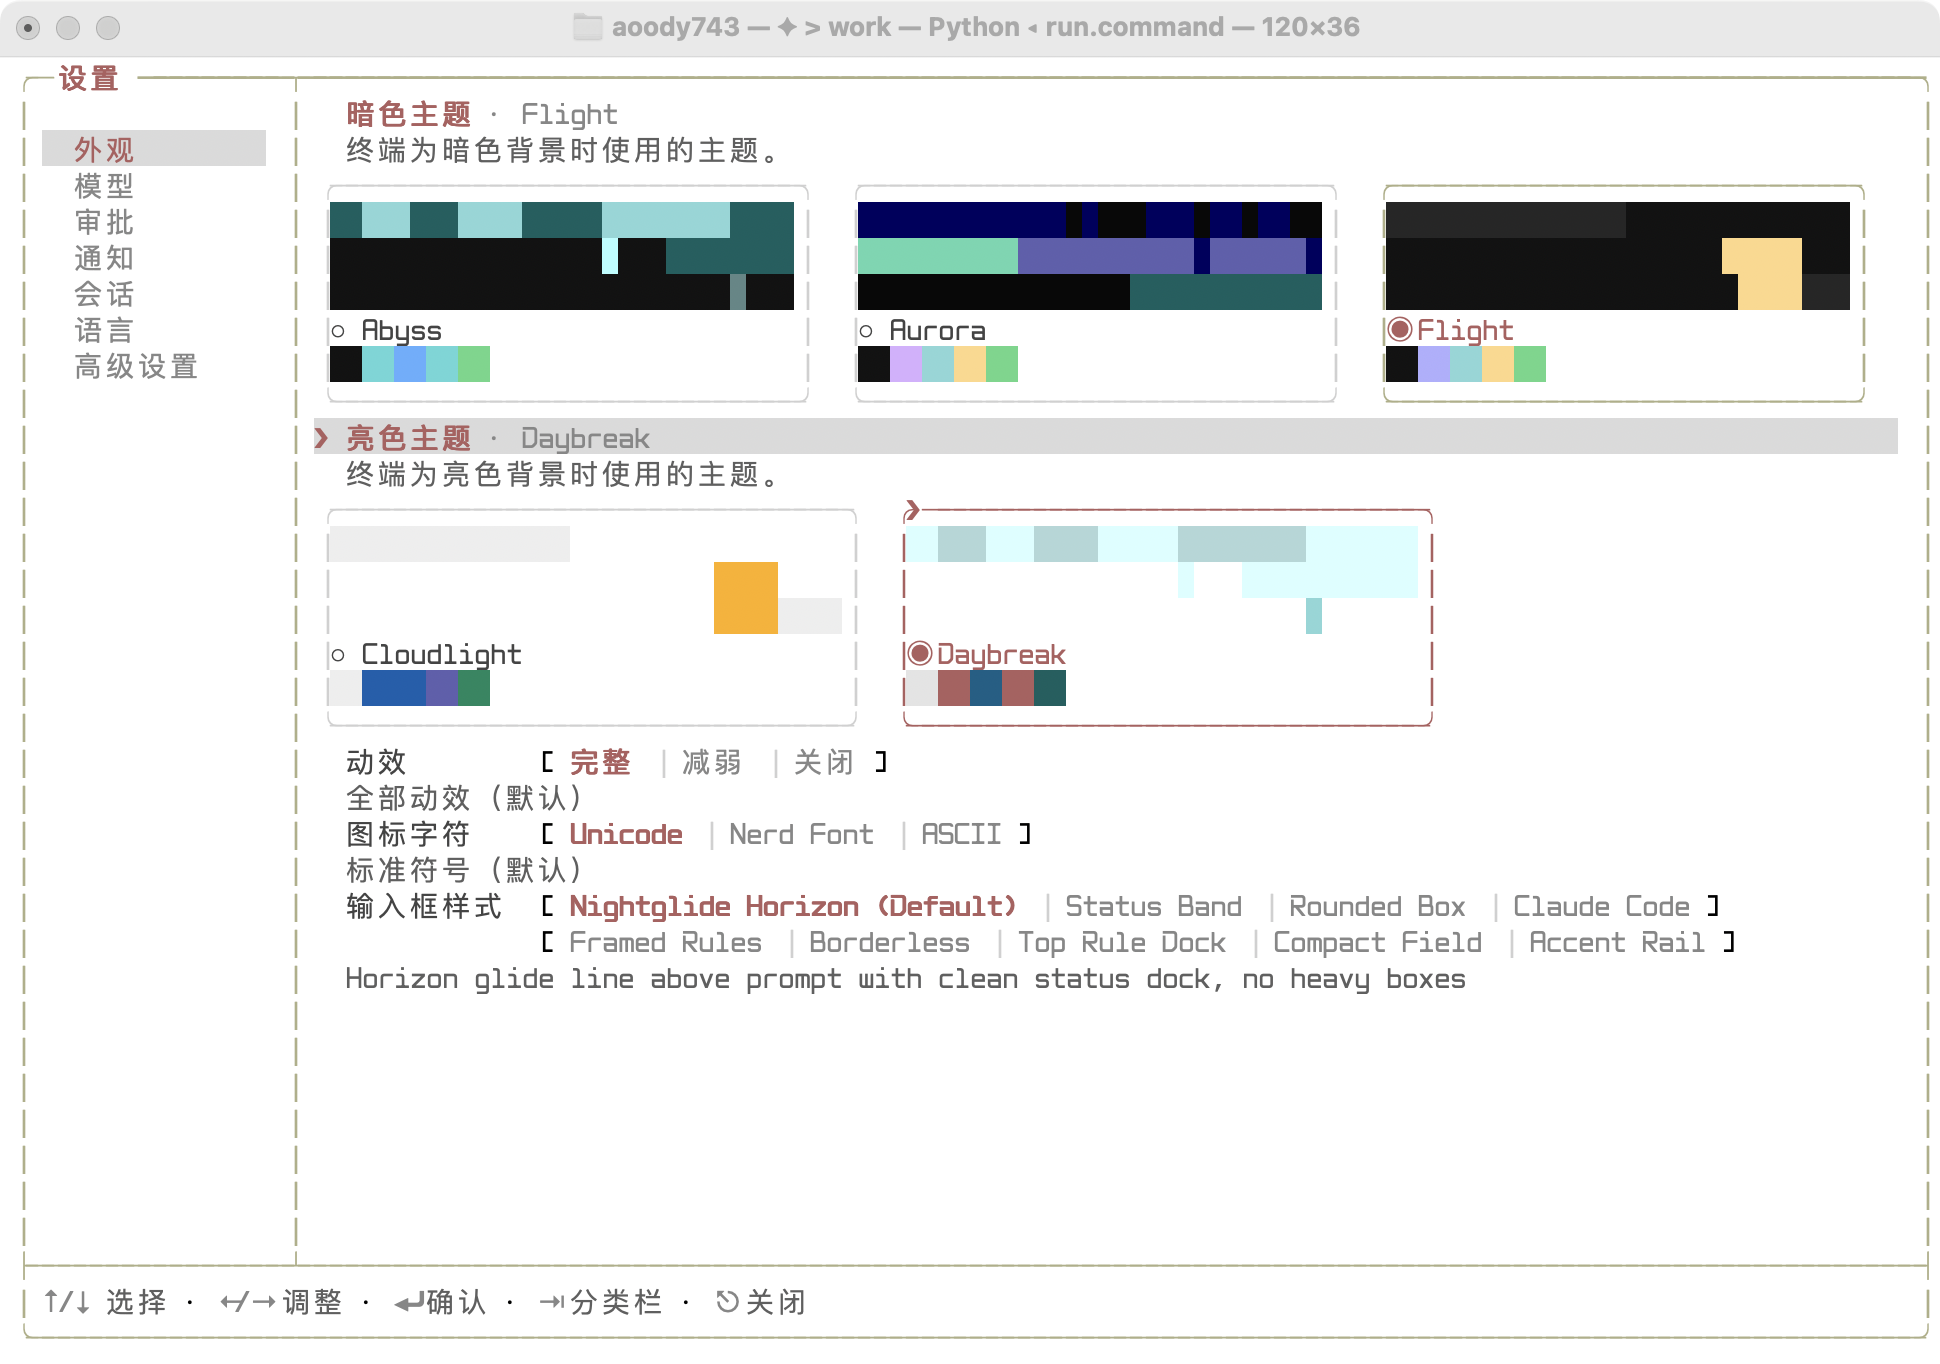 aoody743 — ✦ > work — Python ◂ run.command — 120×36
设置
外观
模型
审批
通知
会话
语言
高级设置
暗色主题 · Flight
终端为暗色背景时使用的主题。
○ Abyss
○ Aurora
◉ Flight
❯ 亮色主题 · Daybreak
终端为亮色背景时使用的主题。
○ Cloudlight
◉ Daybreak
动效 [ 完整 | 减弱 | 关闭 ]
全部动效（默认）
图标字符 [ Unicode | Nerd Font | ASCII ]
标准符号（默认）
输入框样式 [ Nightglide Horizon (Default) | Status Band | Rounded Box | Claude Code ]
[ Framed Rules | Borderless | Top Rule Dock | Compact Field | Accent Rail ]
Horizon glide line above prompt with clean status dock, no heavy boxes
↑/↓ 选择 · ←/→ 调整 · ↵ 确认 · ⇥ 分类栏 · ⎋ 关闭